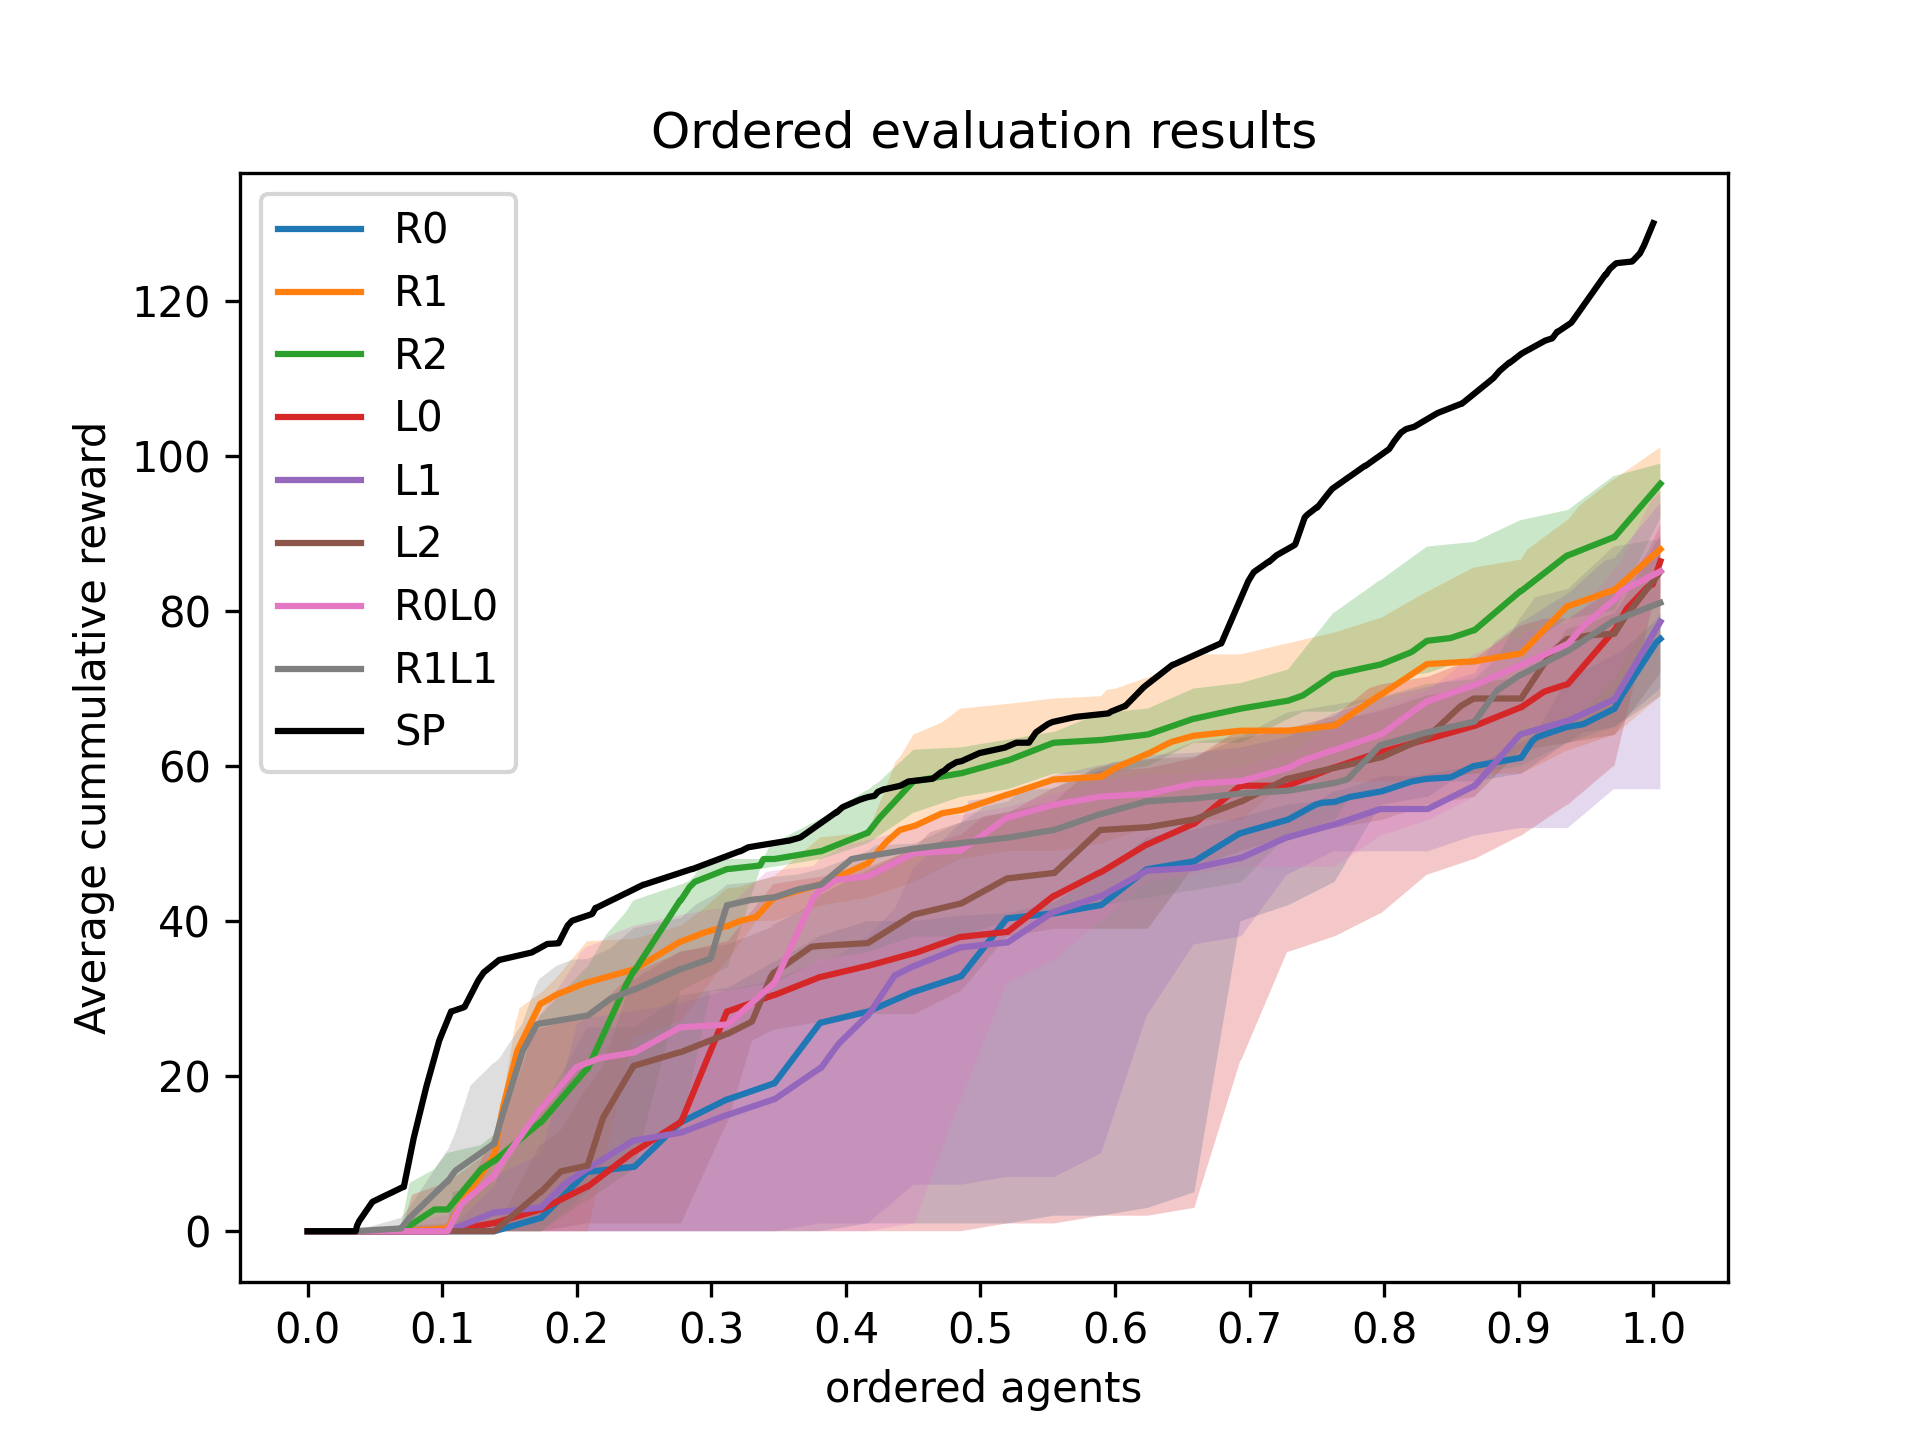 Ordered evaluation results
R0
R1
R2
L0
L1
L2
R0L0
R1L1
SP
Average cummulative reward
120
100
80
60
40
20
0
0.0 0.1 0.2 0.3 0.4 0.5 0.6 0.7 0.8 0.9 1.0
ordered agents